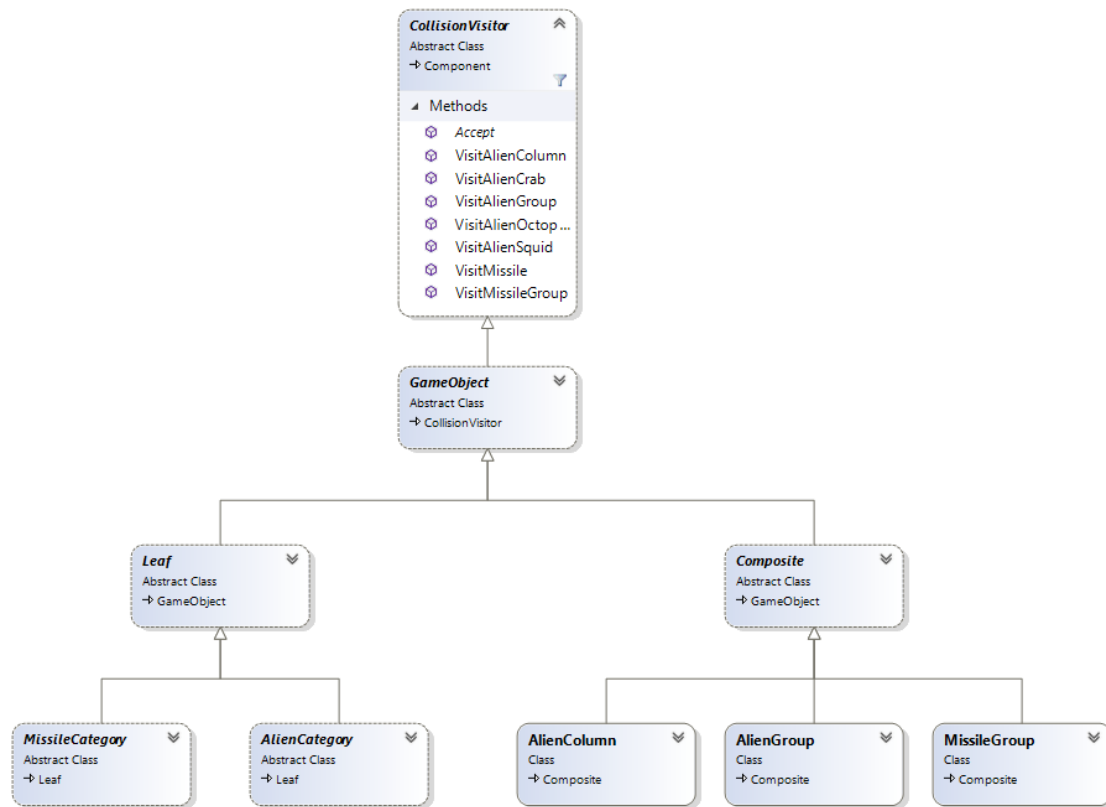 CollisionVisitor
Abstract Class
Component
Methods
Accept
VisitAlienColumn
VisitAlienCrab
VisitAlienGroup
VisitAlienOctop ...
VisitAlienSquid
VisitMissile
VisitMissileGroup
GameObject
Abstract Class
CollisionVisitor
Leaf
Abstract Class
GameObject
Composite
Abstract Class
GameObject
MissileCategory
Abstract Class
Leaf
AlienCategory
Abstract Class
Leaf
AlienColumn
Class
Composite
AlienGroup
Class
Composite
MissileGroup
Class
Composite